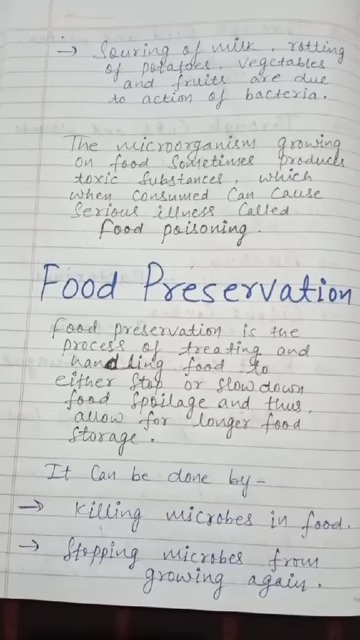 → Souring of milk, rotting
of potatoes, vegetables
and fruits are due
to action of bacteria.
The microorganism growing
on food sometimes produces
toxic substances, which
when consumed can cause
serious illness called
food poisoning.
Food Preservation
Food preservation is the
process of treating and
handling food to
either stop or slow down
food spoilage and thus,
allow for longer food
storage.
It can be done by-
→ Killing microbes in food.
→ Stopping microbes from
growing again.